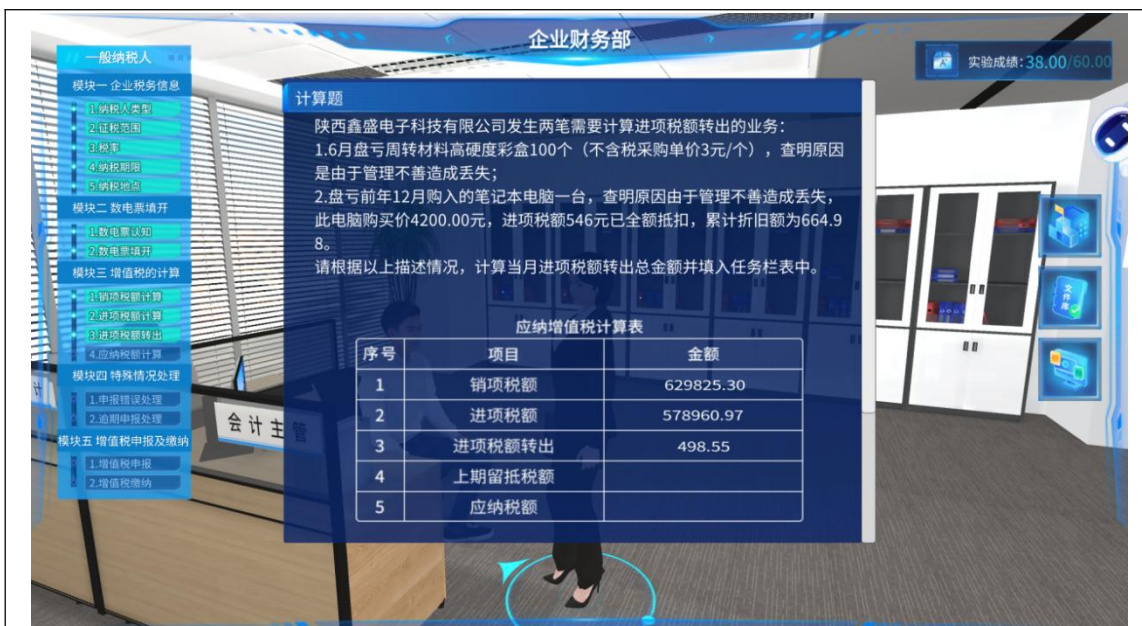 企业财务部
实验成绩:38.00/60.00
一般纳税人
模块一 企业税务信息
1.纳税人类型
2.征税范围
3.税率
4.纳税期限
5.纳税地点
模块二 数电票填开
1.数电票认知
2.数电票填开
模块三 增值税的计算
1.销项税额计算
2.进项税额计算
3.进项税额转出
4.应纳税额计算
模块四 特殊情况处理
1.申报错误处理
2.逾期申报处理
模块五 增值税申报及缴纳
1.增值税申报
2.增值税缴纳
计算题
陕西鑫盛电子科技有限公司发生两笔需要计算进项税额转出的业务：
1.6月盘亏周转材料高硬度彩盒100个（不含税采购单价3元/个），查明原因
是由于管理不善造成丢失；
2.盘亏前年12月购入的笔记本电脑一台，查明原因由于管理不善造成丢失，
此电脑购买价4200.00元，进项税额546元已全额抵扣，累计折旧额为664.9
8。
请根据以上描述情况，计算当月进项税额转出总金额并填入任务栏表中。
应纳增值税计算表
序号 项目 金额
1 销项税额 629825.30
2 进项税额 578960.97
3 进项税额转出 498.55
4 上期留抵税额
5 应纳税额
会计主管
计
文件库